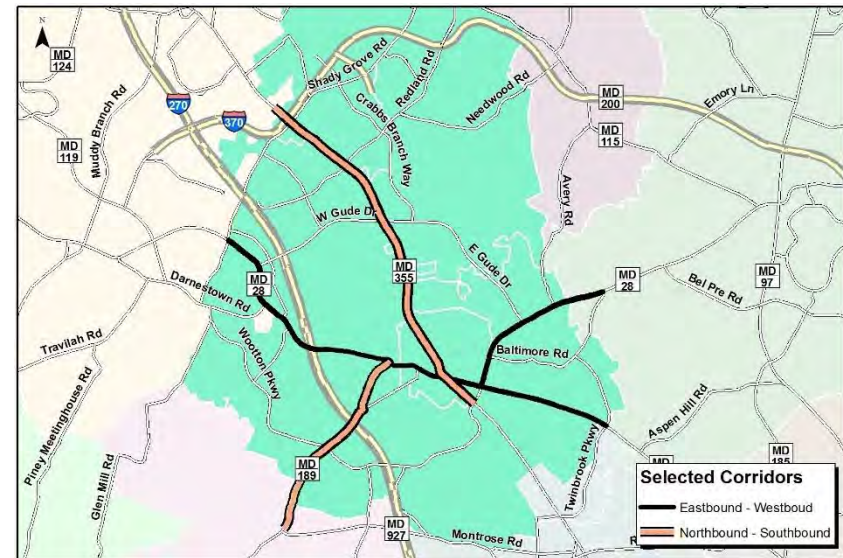 N
MD
124
Shady Grove Rd
Redland Rd
Needwood Rd
Crabbs Branch Way
270
370
MD
200
Emory Ln
MD
115
MD
119
Muddy Branch Rd
Avery Rd
W Gude Dr
E Gude Dr
MD
355
MD
28
Darnestown Rd
MD
28
MD
97
Bel Pre Rd
Travilah Rd
Wootton Pkwy
Baltimore Rd
Piney Meetinghouse Rd
Glen Mill Rd
Aspen Hill Rd
Twinbrook Pkwy
MD
189
MD
MD
185
MD
927
Montrose Rd
R
Selected Corridors
Eastbound - Westboud
Northbound - Southbound